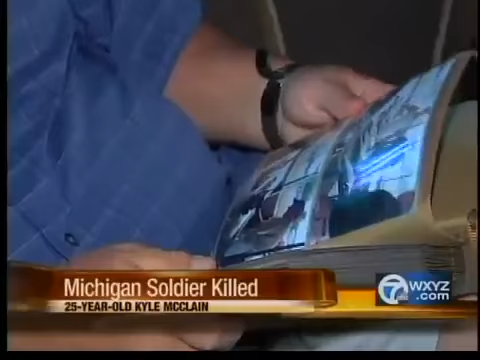 Michigan Soldier Killed
25-YEAR-OLD KYLE MCCLAIN
7 WXYZ
.com